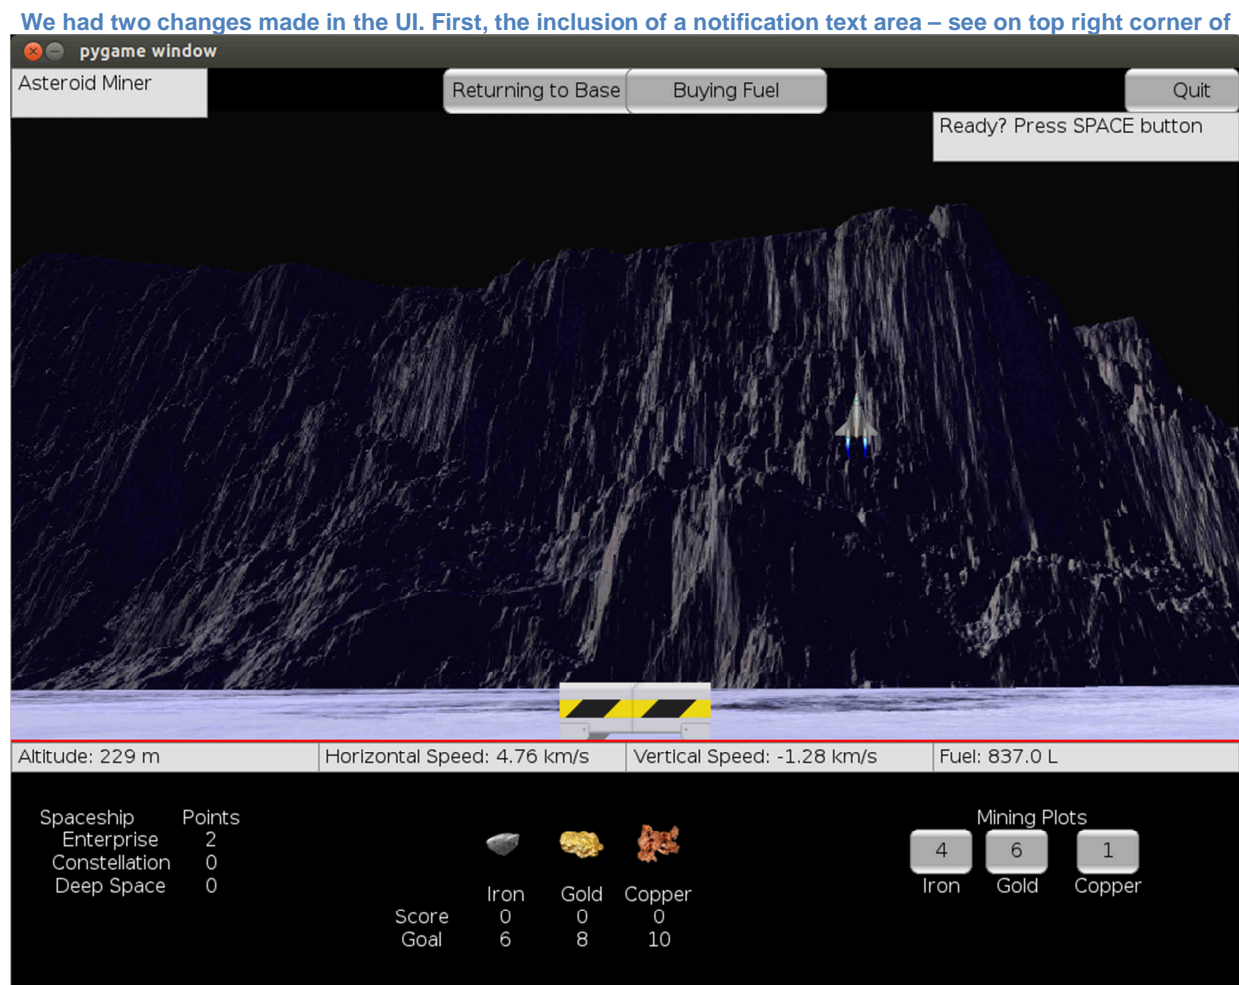 We had two changes made in the UI. First, the inclusion of a notification text area – see on top right corner of
pygame window
Asteroid Miner
Returning to Base
Buying Fuel
Quit
Ready? Press SPACE button
Altitude: 229 m
Horizontal Speed: 4.76 km/s
Vertical Speed: -1.28 km/s
Fuel: 837.0 L
Spaceship Points
Enterprise 2
Constellation 0
Deep Space 0
Iron Gold Copper
Score 0 0 0
Goal 6 8 10
Mining Plots
4 6 1
Iron Gold Copper